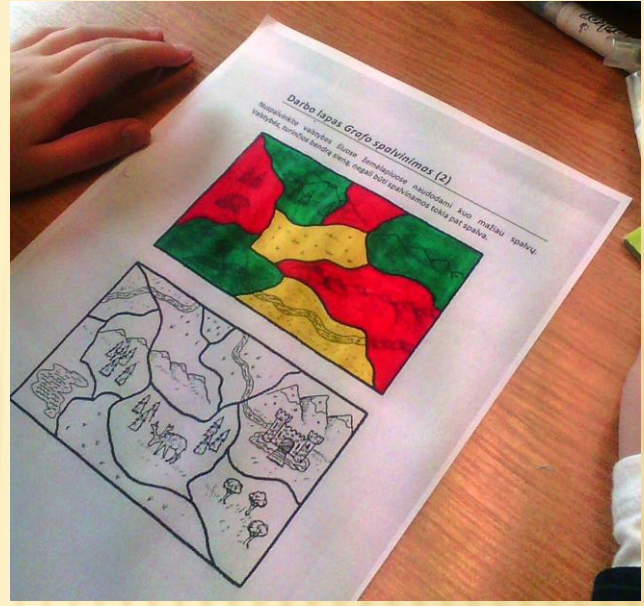 Darbo lapas Grafo spalvinimas (2)
Nuspalvinkite valstybes šiuose žemėlapiuose naudodami kuo mažiau spalvų.
Valstybės, turinčios bendrą sieną, negali būti spalvinamos tokia pat spalva.